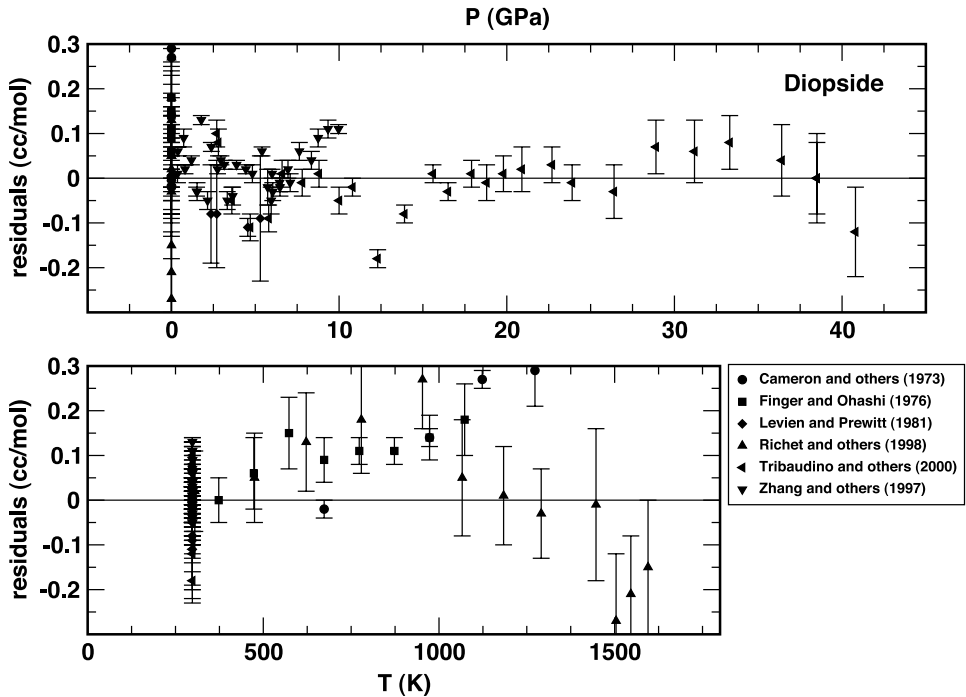 P (GPa)
Diopside
residuals (cc/mol)
0.3
0.2
0.1
0
-0.1
-0.2
0 10 20 30 40
residuals (cc/mol)
0.3
0.2
0.1
0
-0.1
-0.2
0 500 1000 1500
T (K)
Cameron and others (1973)
Finger and Ohashi (1976)
Levien and Prewitt (1981)
Richet and others (1998)
Tribaudino and others (2000)
Zhang and others (1997)